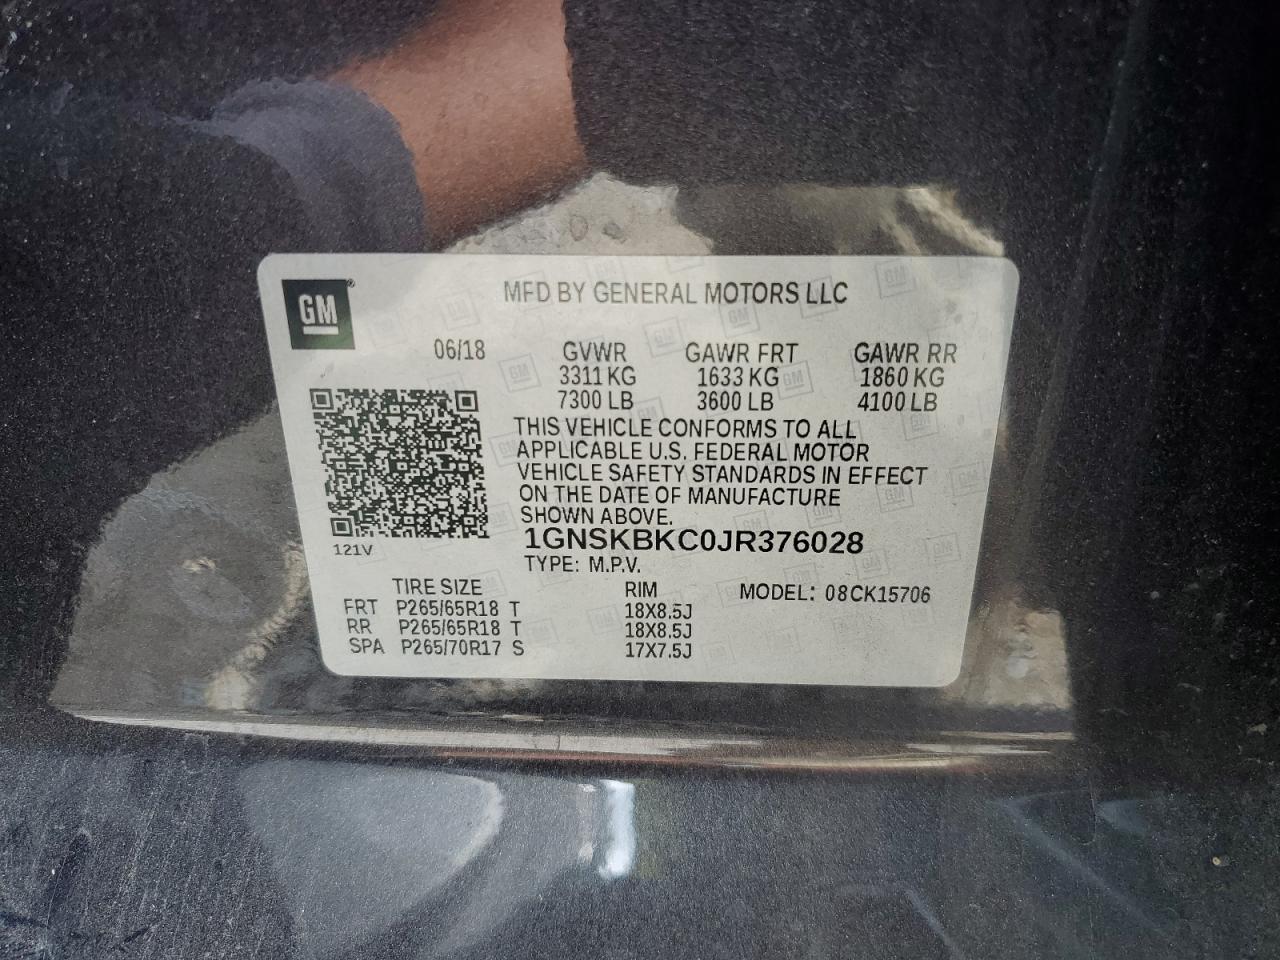 GM
MFD BY GENERAL MOTORS LLC
06/18 GVWR GAWR FRT GAWR RR
3311 KG 1633 KG 1860 KG
7300 LB 3600 LB 4100 LB
THIS VEHICLE CONFORMS TO ALL
APPLICABLE U.S. FEDERAL MOTOR
VEHICLE SAFETY STANDARDS IN EFFECT
ON THE DATE OF MANUFACTURE
SHOWN ABOVE.
1GNSKBKC0JR376028
121V
TYPE: M.P.V.
TIRE SIZE RIM MODEL: 08CK15706
FRT P265/65R18 T 18X8.5J
RR P265/65R18 T 18X8.5J
SPA P265/70R17 S 17X7.5J